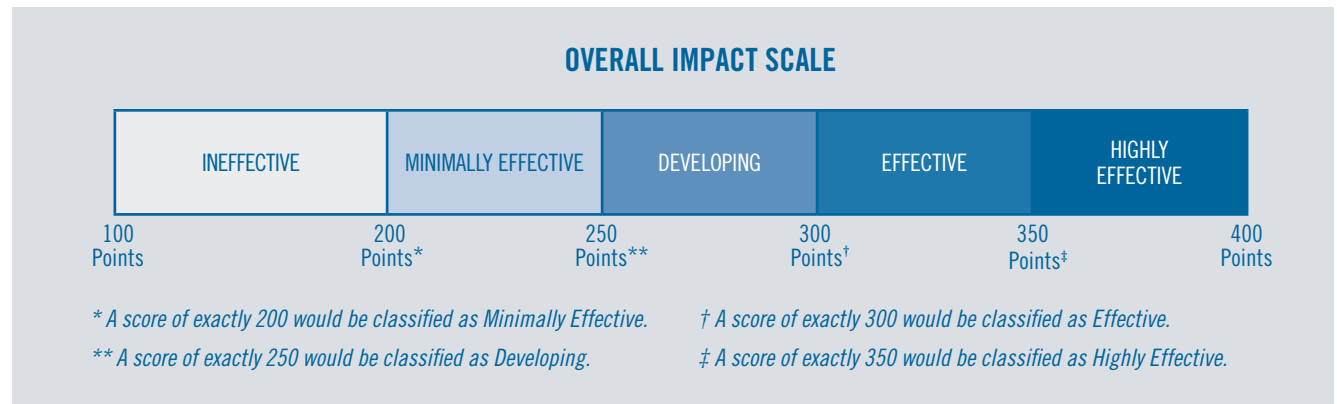 OVERALL IMPACT SCALE
INEFFECTIVE
MINIMALLY EFFECTIVE
DEVELOPING
EFFECTIVE
HIGHLY
EFFECTIVE
100
Points
200
Points*
250
Points**
300
Points†
350
Points‡
400
Points
* A score of exactly 200 would be classified as Minimally Effective.
** A score of exactly 250 would be classified as Developing.
† A score of exactly 300 would be classified as Effective.
‡ A score of exactly 350 would be classified as Highly Effective.